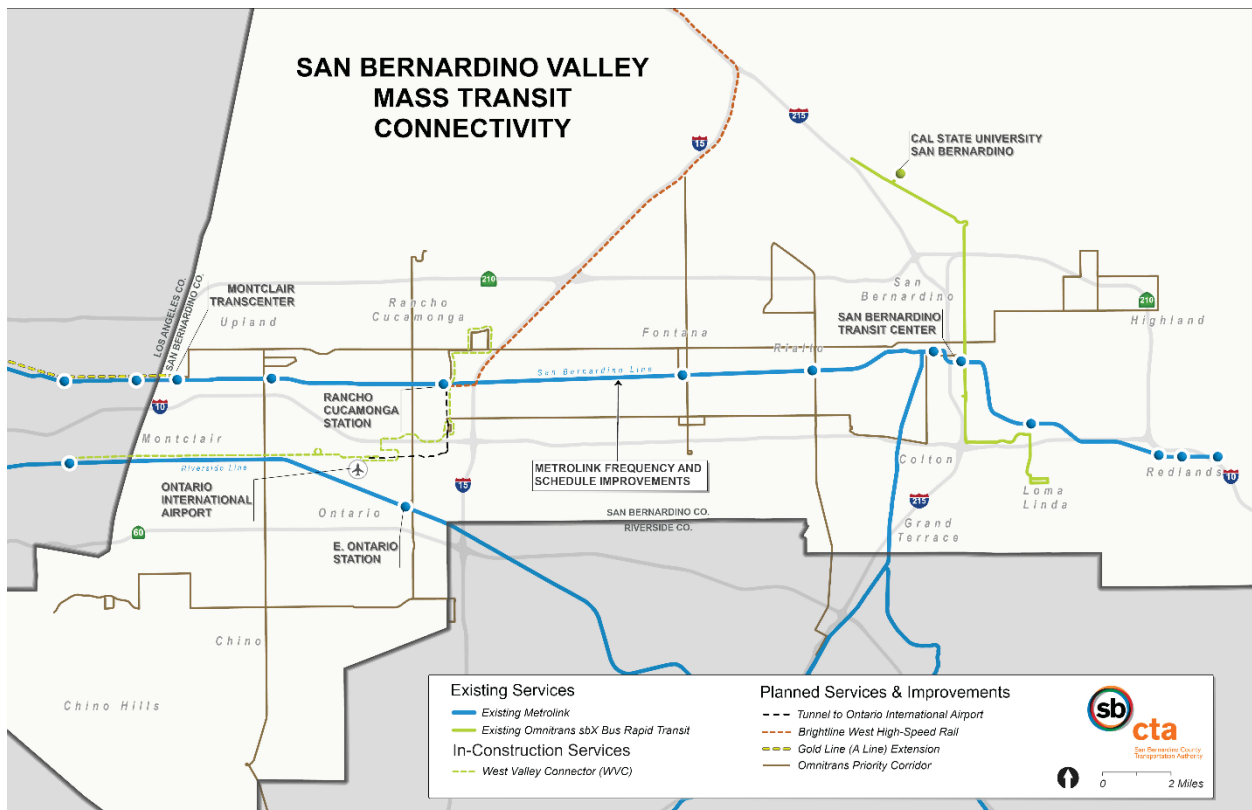 SAN BERNARDINO VALLEY
MASS TRANSIT
CONNECTIVITY
215
CAL STATE UNIVERSITY
SAN BERNARDINO
15
LOS ANGELES CO.
SAN BERNARDINO CO.
MONTCLAIR
TRANSCENTER
Upland
210
Rancho
Cucamonga
San
Bernardino
SAN BERNARDINO
TRANSIT CENTER
210
Highland
Fontana
Rialto
San Bernardino Line
10
RANCHO
CUCAMONGA
STATION
Montclair
Riverside Line
METROLINK FREQUENCY AND
SCHEDULE IMPROVEMENTS
Colton
Redlands
10
ONTARIO
INTERNATIONAL
AIRPORT
15
Loma
Linda
215
Ontario
SAN BERNARDINO CO.
RIVERSIDE CO.
Grand
Terrace
60
E. ONTARIO
STATION
Chino
Chino Hills
Existing Services
Existing Metrolink
Existing Omnitrans sbX Bus Rapid Transit
In-Construction Services
West Valley Connector (WVC)
Planned Services & Improvements
Tunnel to Ontario International Airport
Brightline West High-Speed Rail
Gold Line (A Line) Extension
Omnitrans Priority Corridor
sb
cta
San Bernardino County
Transportation Authority
0 2 Miles